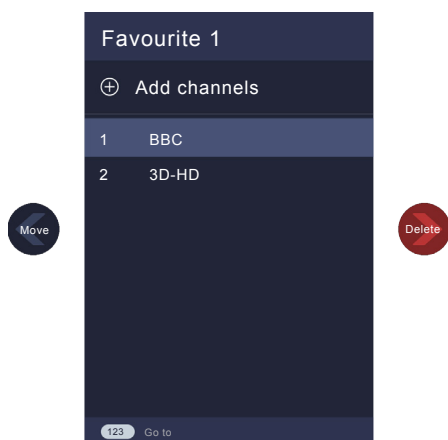 Favourite 1
Add channels
1 BBC
2 3D-HD
Move
Delete
123 Go to